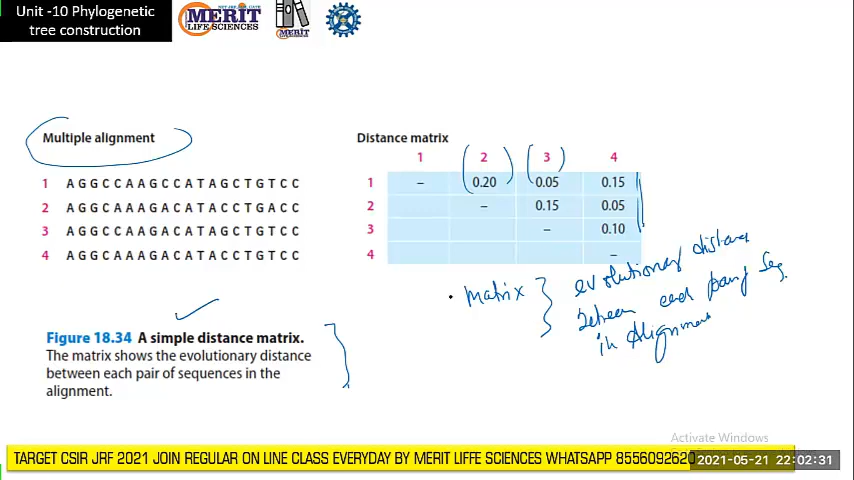 Unit -10 Phylogenetic
tree construction
MERIT
LIFE SCIENCES
MERIT
Multiple alignment
1 AGGCCAAGCCATAGCTGTCC
2 AGGCAAAGACATACCTGACC
3 AGGCCAAGACATAGCTGTCC
4 AGGCAAAGACATACCTGTCC
Distance matrix
1 2 3 4
1 – 0.20 0.05 0.15
2 – 0.15 0.05
3 – 0.10
4 –
• matrix
evolutionary distance
between each pair Seq.
in Alignment
Figure 18.34 A simple distance matrix.
The matrix shows the evolutionary distance
between each pair of sequences in the
alignment.
Activate Windows
TARGET CSIR JRF 2021 JOIN REGULAR ON LINE CLASS EVERYDAY BY MERIT LIFFE SCIENCES WHATSAPP 8556092620
2021-05-21 22:02:31